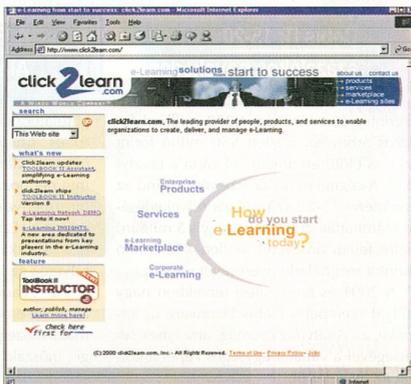 e-Learning from start to success: click2learn.com - Microsoft Internet Explorer
File Edit View Favorites Tools Help
Address http://www.click2learn.com/
Go
click2learn
.com
e-Learning solutions from start to success
about us contact us
products
services
marketplace
e-Learning sites
A WIRED WORLD COMPANY
search
This Web site
click2learn.com, The leading provider of people, products, and services to enable
organizations to create, deliver, and manage e-Learning.
what's new
Click2learn updates
TOOLBOOK II Assistant,
simplifying e-Learning
authoring
click2learn ships
TOOLBOOK II Instructor
Version 8
e-Learning Network DEMO.
Tap into it now!
e-Learning INSIGHTS.
A new area dedicated to
presentations from key
players in the e-Learning
industry.
feature
ToolBook II
INSTRUCTOR
author, publish, manage
Learn more here!
Check here
first for
Enterprise
Products
Services
e-Learning
Marketplace
Corporate
e-Learning
How
do you start
e-Learning
today?
(C) 2000 click2learn.com, inc.- All Rights Reserved. Terms of Use- Privacy Policy- Jobs
Internet